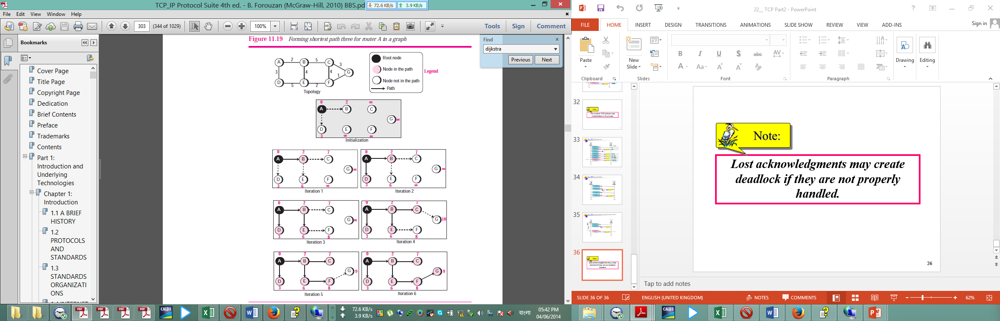 TCP_IP Protocol Suite 4th ed. - B. Forouzan (McGraw-Hill, 2010) BBS.pd
72.6 KB/s 3.9 KB/s
File Edit View Window Help
303 (344 of 1029) 100% Tools Sign Comment
Bookmarks
Cover Page
Title Page
Copyright Page
Dedication
Brief Contents
Preface
Trademarks
Contents
Part 1:
Introduction and
Underlying
Technologies
Chapter 1:
Introduction
1.1 A BRIEF
HISTORY
1.2
PROTOCOLS
AND
STANDARDS
1.3
STANDARDS
ORGANIZATI
ONS
Figure 11.19 Forming shortest path three for router A in a graph
Find
dijkstra
Previous Next
A 2 B 5 C 3
3 4 4 G
1
D 5 E 2 F
Topology
Root node
Node in the path
Node not in the path
Path
Legend
0 2 ∞
A B C
G ∞
D E F
3 ∞ ∞
Initialization
0 2 7
A B C
G ∞
D E F
3 6 ∞
Iteration 1
0 2 7
A B C
G ∞
D E F
3 6 ∞
Iteration 2
0 2 7
A B C
G ∞
D E F
3 6 8
Iteration 3
0 2 7
A B C
G 10
D E F
3 6 8
Iteration 4
0 2 7
A B C
G 9
D E F
3 6 8
Iteration 5
0 2 7
A B C
G 9
D E F
3 6 8
Iteration 6
72.6 KB/s
3.9 KB/s
বাংলা
05:42 PM
04/06/2014
22__ TCP Part2 - PowerPoint
FILE HOME INSERT DESIGN TRANSITIONS ANIMATIONS SLIDE SHOW REVIEW VIEW ADD-INS Sign in
Paste
New
Slide
B I U S abc AV
A Aa A A
Drawing
Editing
Clipboard Slides Font Paragraph
32
33
34
35
36
Note:
Lost acknowledgments may create
deadlock if they are not properly
handled.
36
Tap to add notes
SLIDE 36 OF 36 ENGLISH (UNITED KINGDOM) NOTES COMMENTS 62%
CALD3
CALD3